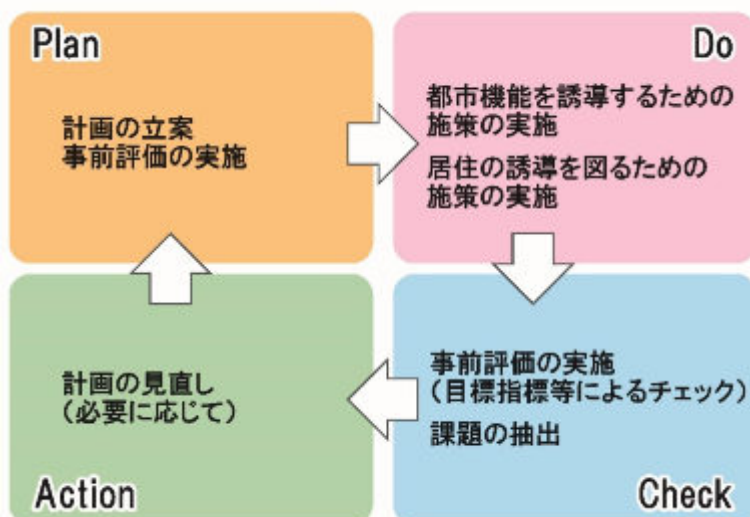 Plan
計画の立案
事前評価の実施
Do
都市機能を誘導するための
施策の実施
居住の誘導を図るための
施策の実施
事前評価の実施
(目標指標等によるチェック)
課題の抽出
Check
計画の見直し
(必要に応じて)
Action